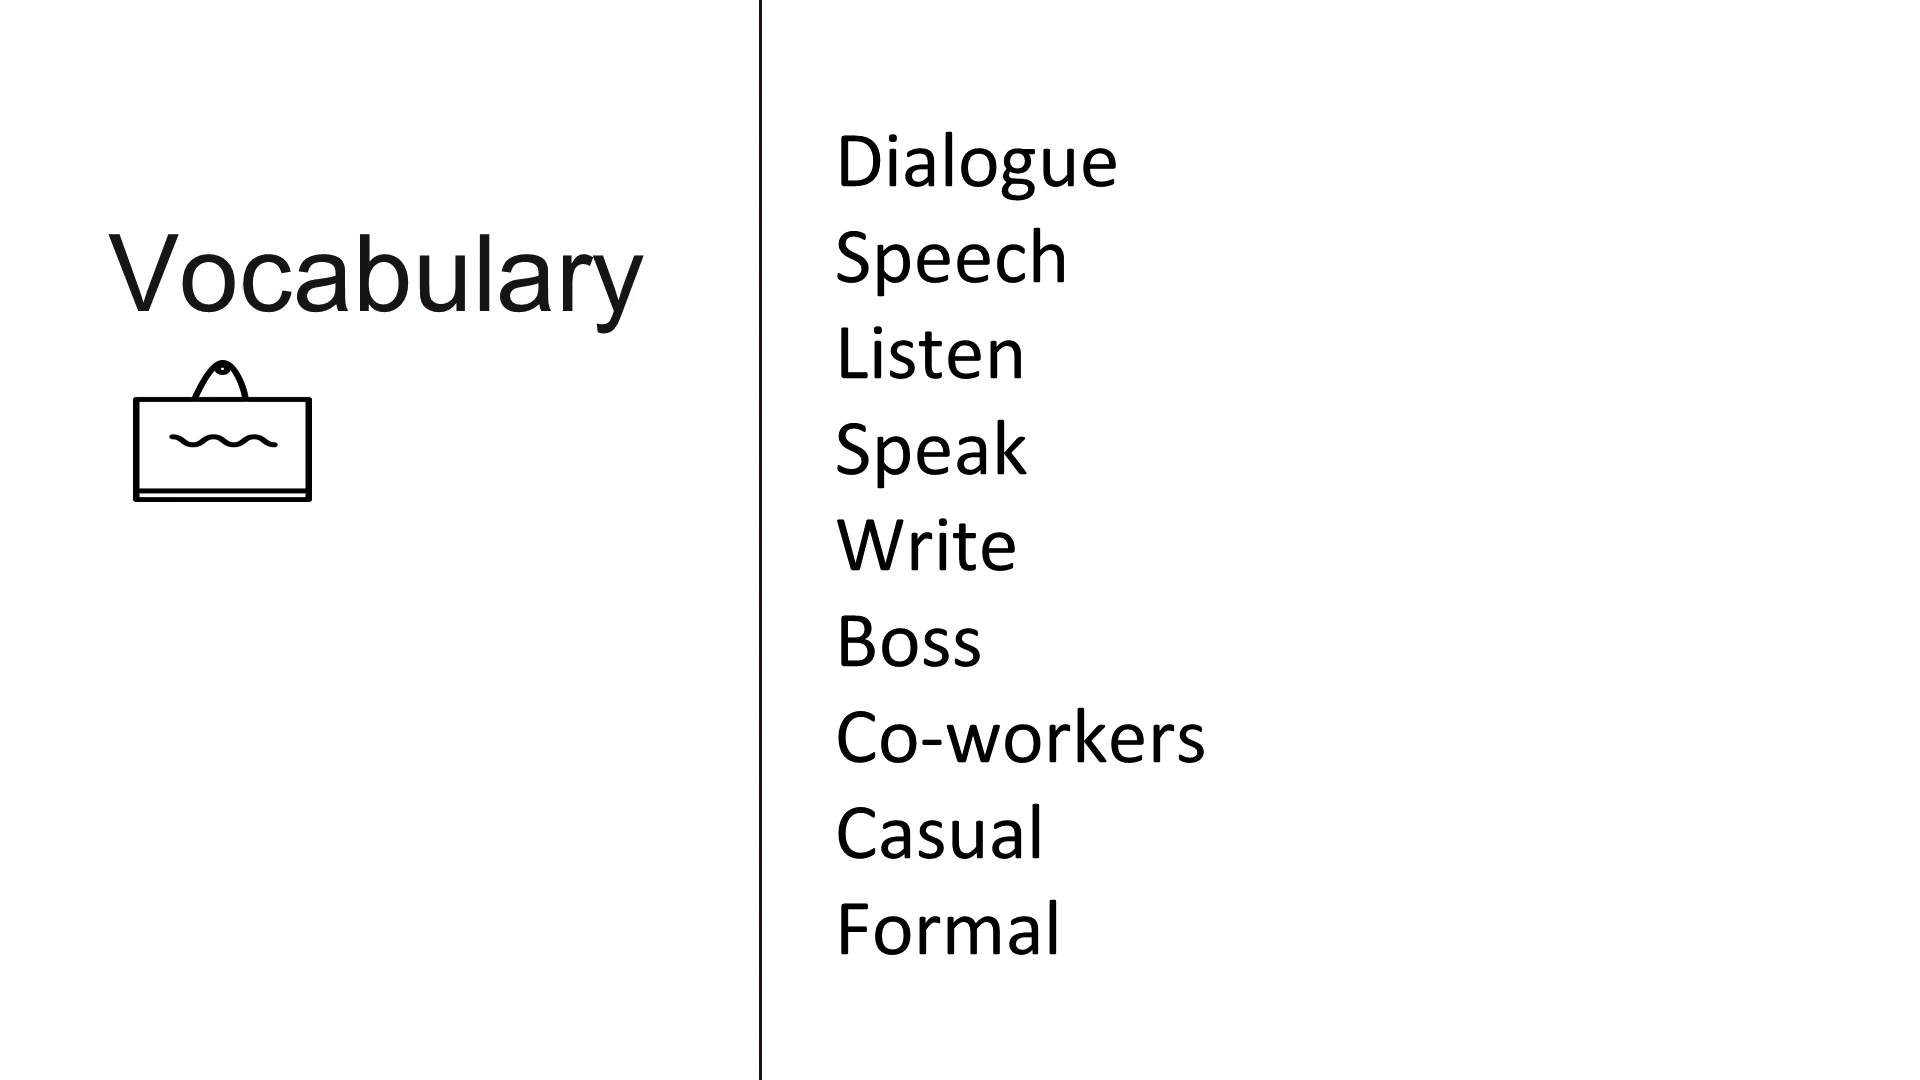 Vocabulary
Dialogue
Speech
Listen
Speak
Write
Boss
Co-workers
Casual
Formal